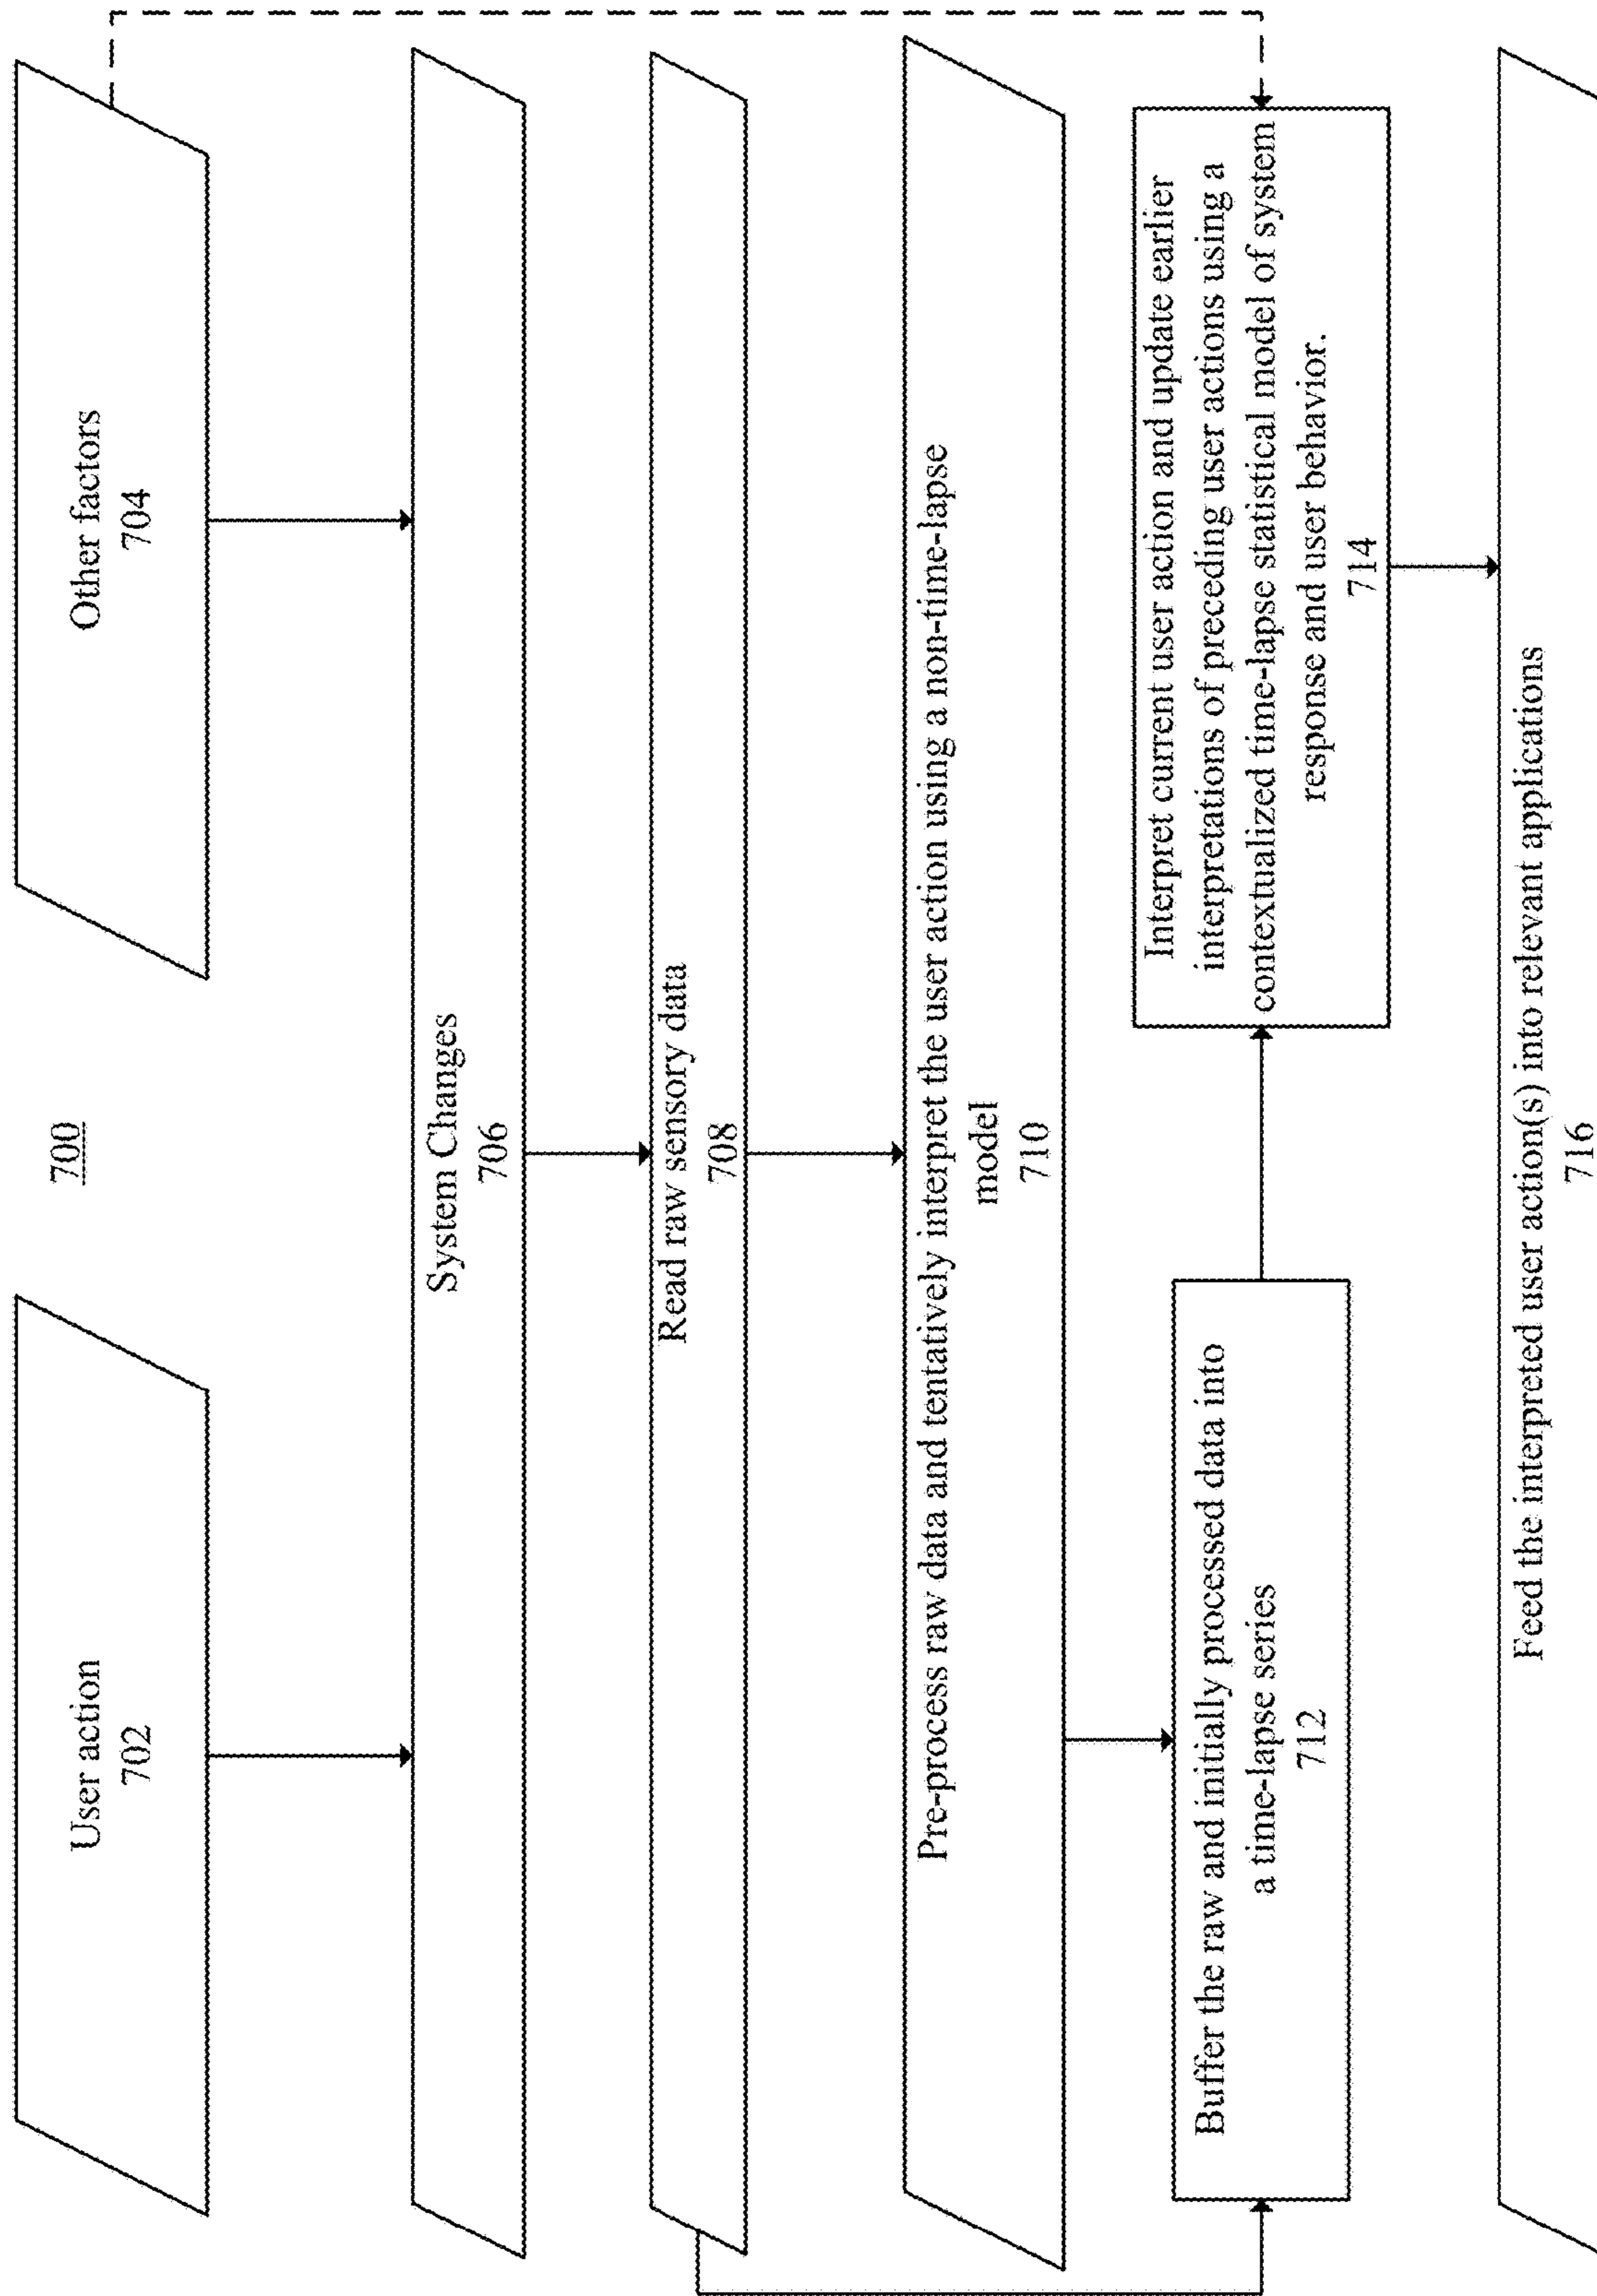 700
User action
702
Other factors
704
System Changes
706
Read raw sensory data
708
Pre-process raw data and tentatively interpret the user action using a non-time-lapse
model
710
Buffer the raw and initially processed data into
a time-lapse series
712
Interpret current user action and update earlier
interpretations of preceding user actions using a
contextualized time-lapse statistical model of system
response and user behavior.
714
Feed the interpreted user action(s) into relevant applications
716